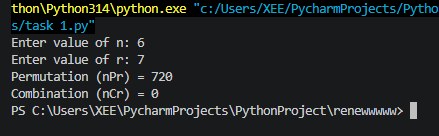 thon\Python314\python.exe "c:/Users/XEE/PycharmProjects/Pytho
s/task 1.py"
Enter value of n: 6
Enter value of r: 7
Permutation (nPr) = 720
Combination (nCr) = 0
PS C:\Users\XEE\PycharmProjects\PythonProject\renewwwww>